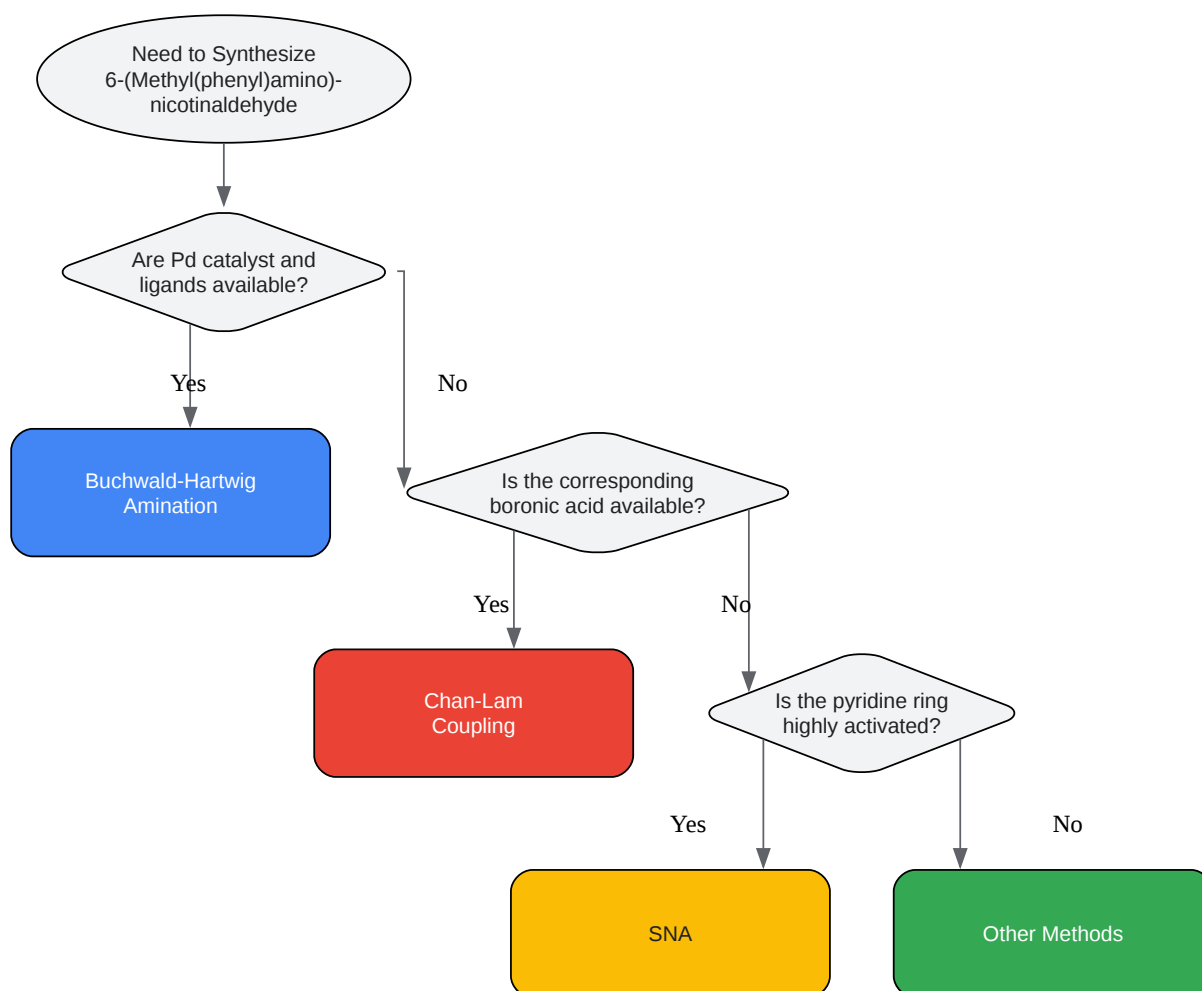 Need to Synthesize
6-(Methyl(phenyl)amino)-
nicotinaldehyde
Are Pd catalyst and
ligands available?
Yes
No
Buchwald-Hartwig
Amination
Is the corresponding
boronic acid available?
Yes
No
Chan-Lam
Coupling
Is the pyridine ring
highly activated?
Yes
No
SNA
Other Methods